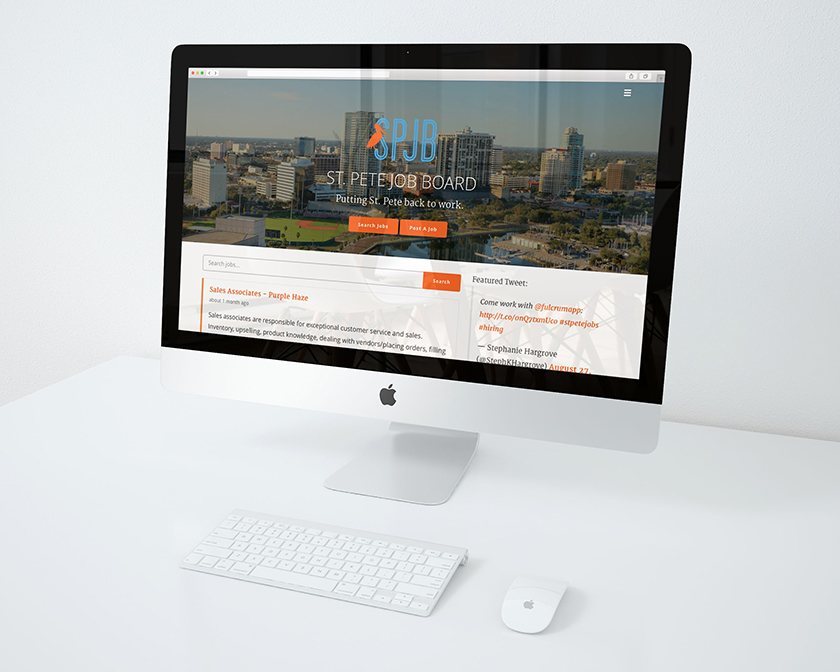 SPJB
ST. PETE JOB BOARD
Putting St. Pete back to work.
Search Jobs
Post A Job
Search jobs...
Search
Sales Associates – Purple Haze
about 1 month ago
Sales associates are responsible for exceptional customer service and sales.
Inventory, upselling, product knowledge, dealing with vendors/placing orders, filling
Featured Tweet:
Come work with @fulcrumapp:
#stpetejobs
#hiring
— Stephanie Hargrove
(@StephKHargrove) August 27,